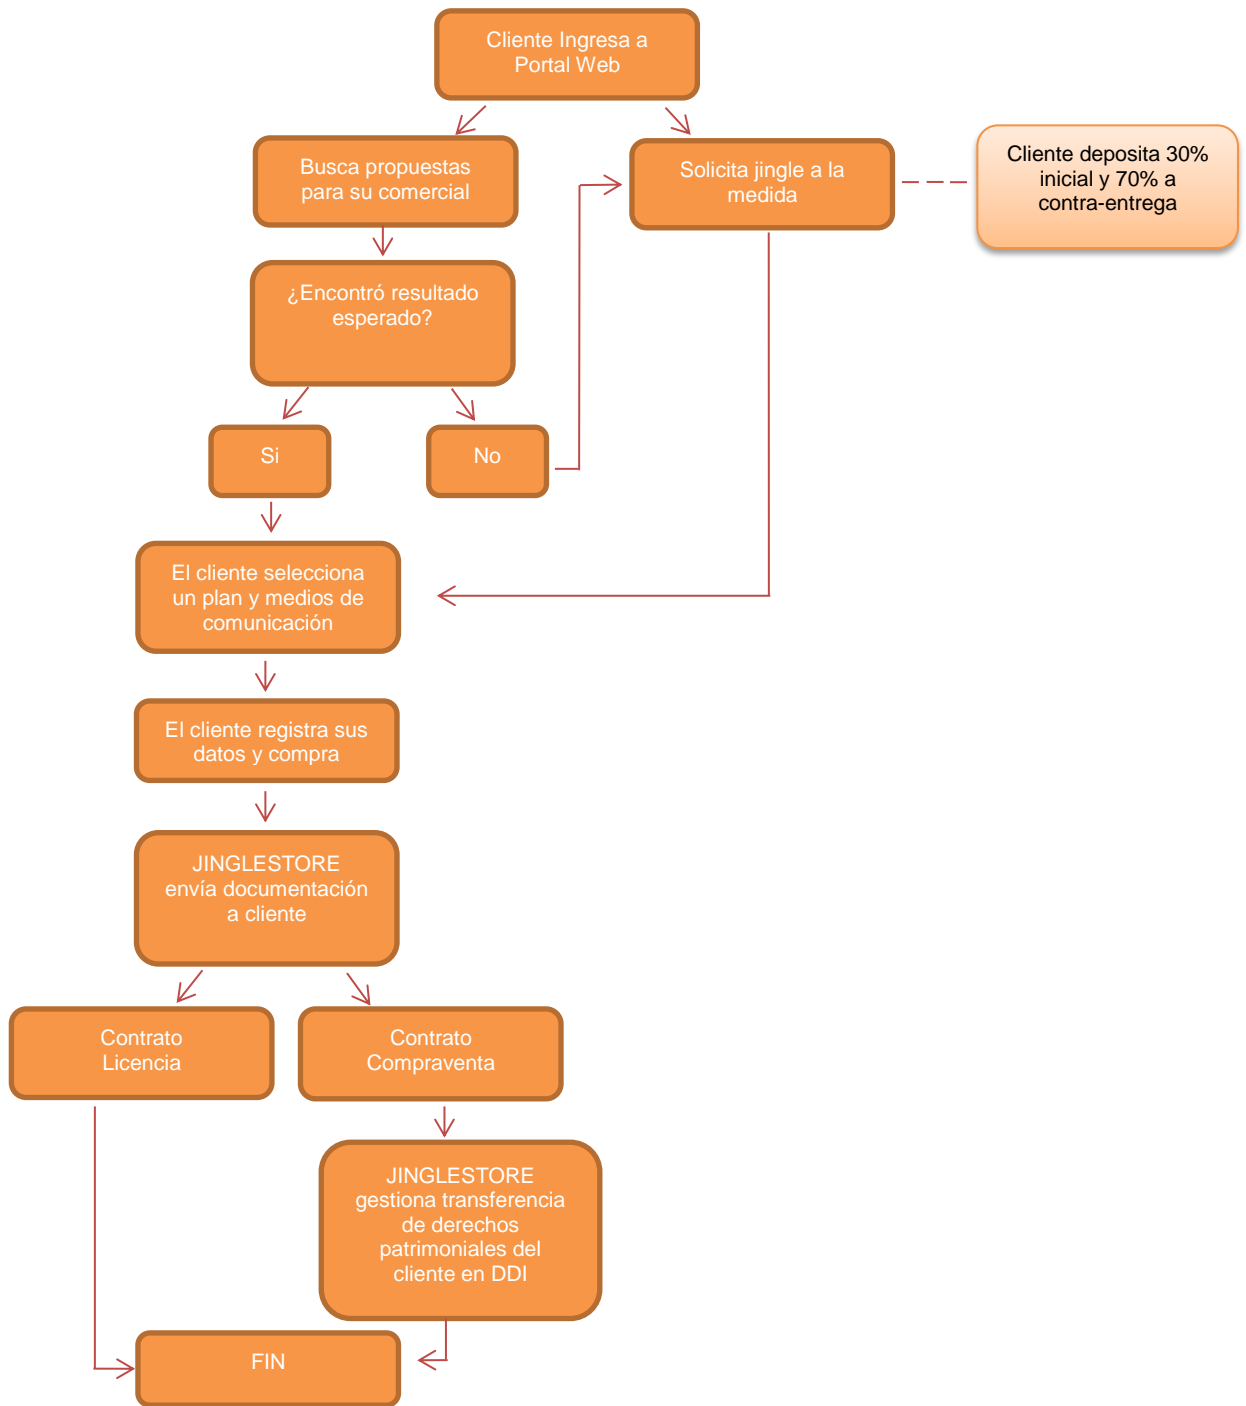 Cliente Ingresa a
Portal Web
Busca propuestas
para su comercial
Solicita jingle a la
medida
Cliente deposita 30%
inicial y 70% a
contra-entrega
¿Encontró resultado
esperado?
Si
No
El cliente selecciona
un plan y medios de
comunicación
El cliente registra sus
datos y compra
JINGLESTORE
envía documentación
a cliente
Contrato
Licencia
Contrato
Compraventa
JINGLESTORE
gestiona transferencia
de derechos
patrimoniales del
cliente en DDI
FIN